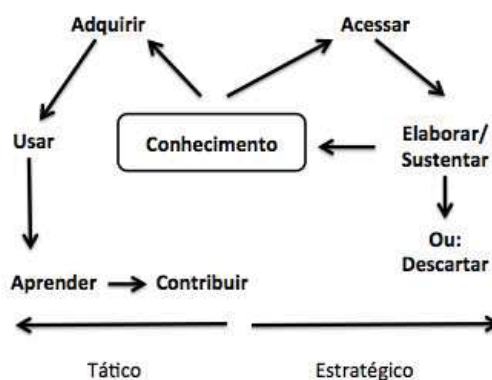 Adquirir
Acessar
Usar
Conhecimento
Elaborar/
Sustentar
Ou:
Descartar
Aprender
Contribuir
Tático
Estratégico